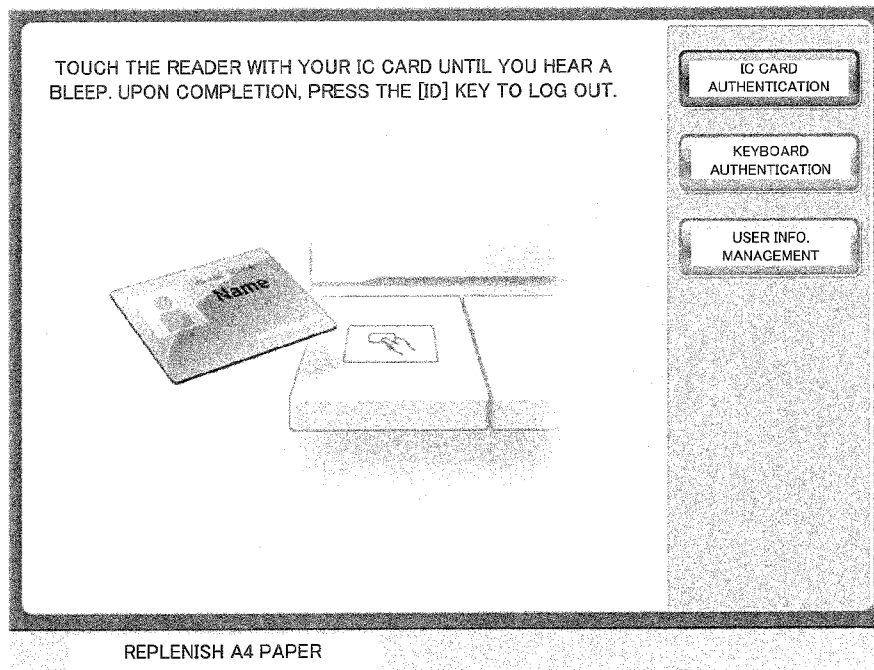 TOUCH THE READER WITH YOUR IC CARD UNTIL YOU HEAR A
BLEEP. UPON COMPLETION, PRESS THE [ID] KEY TO LOG OUT.
IC CARD
AUTHENTICATION
KEYBOARD
AUTHENTICATION
USER INFO.
MANAGEMENT
Name
REPLENISH A4 PAPER